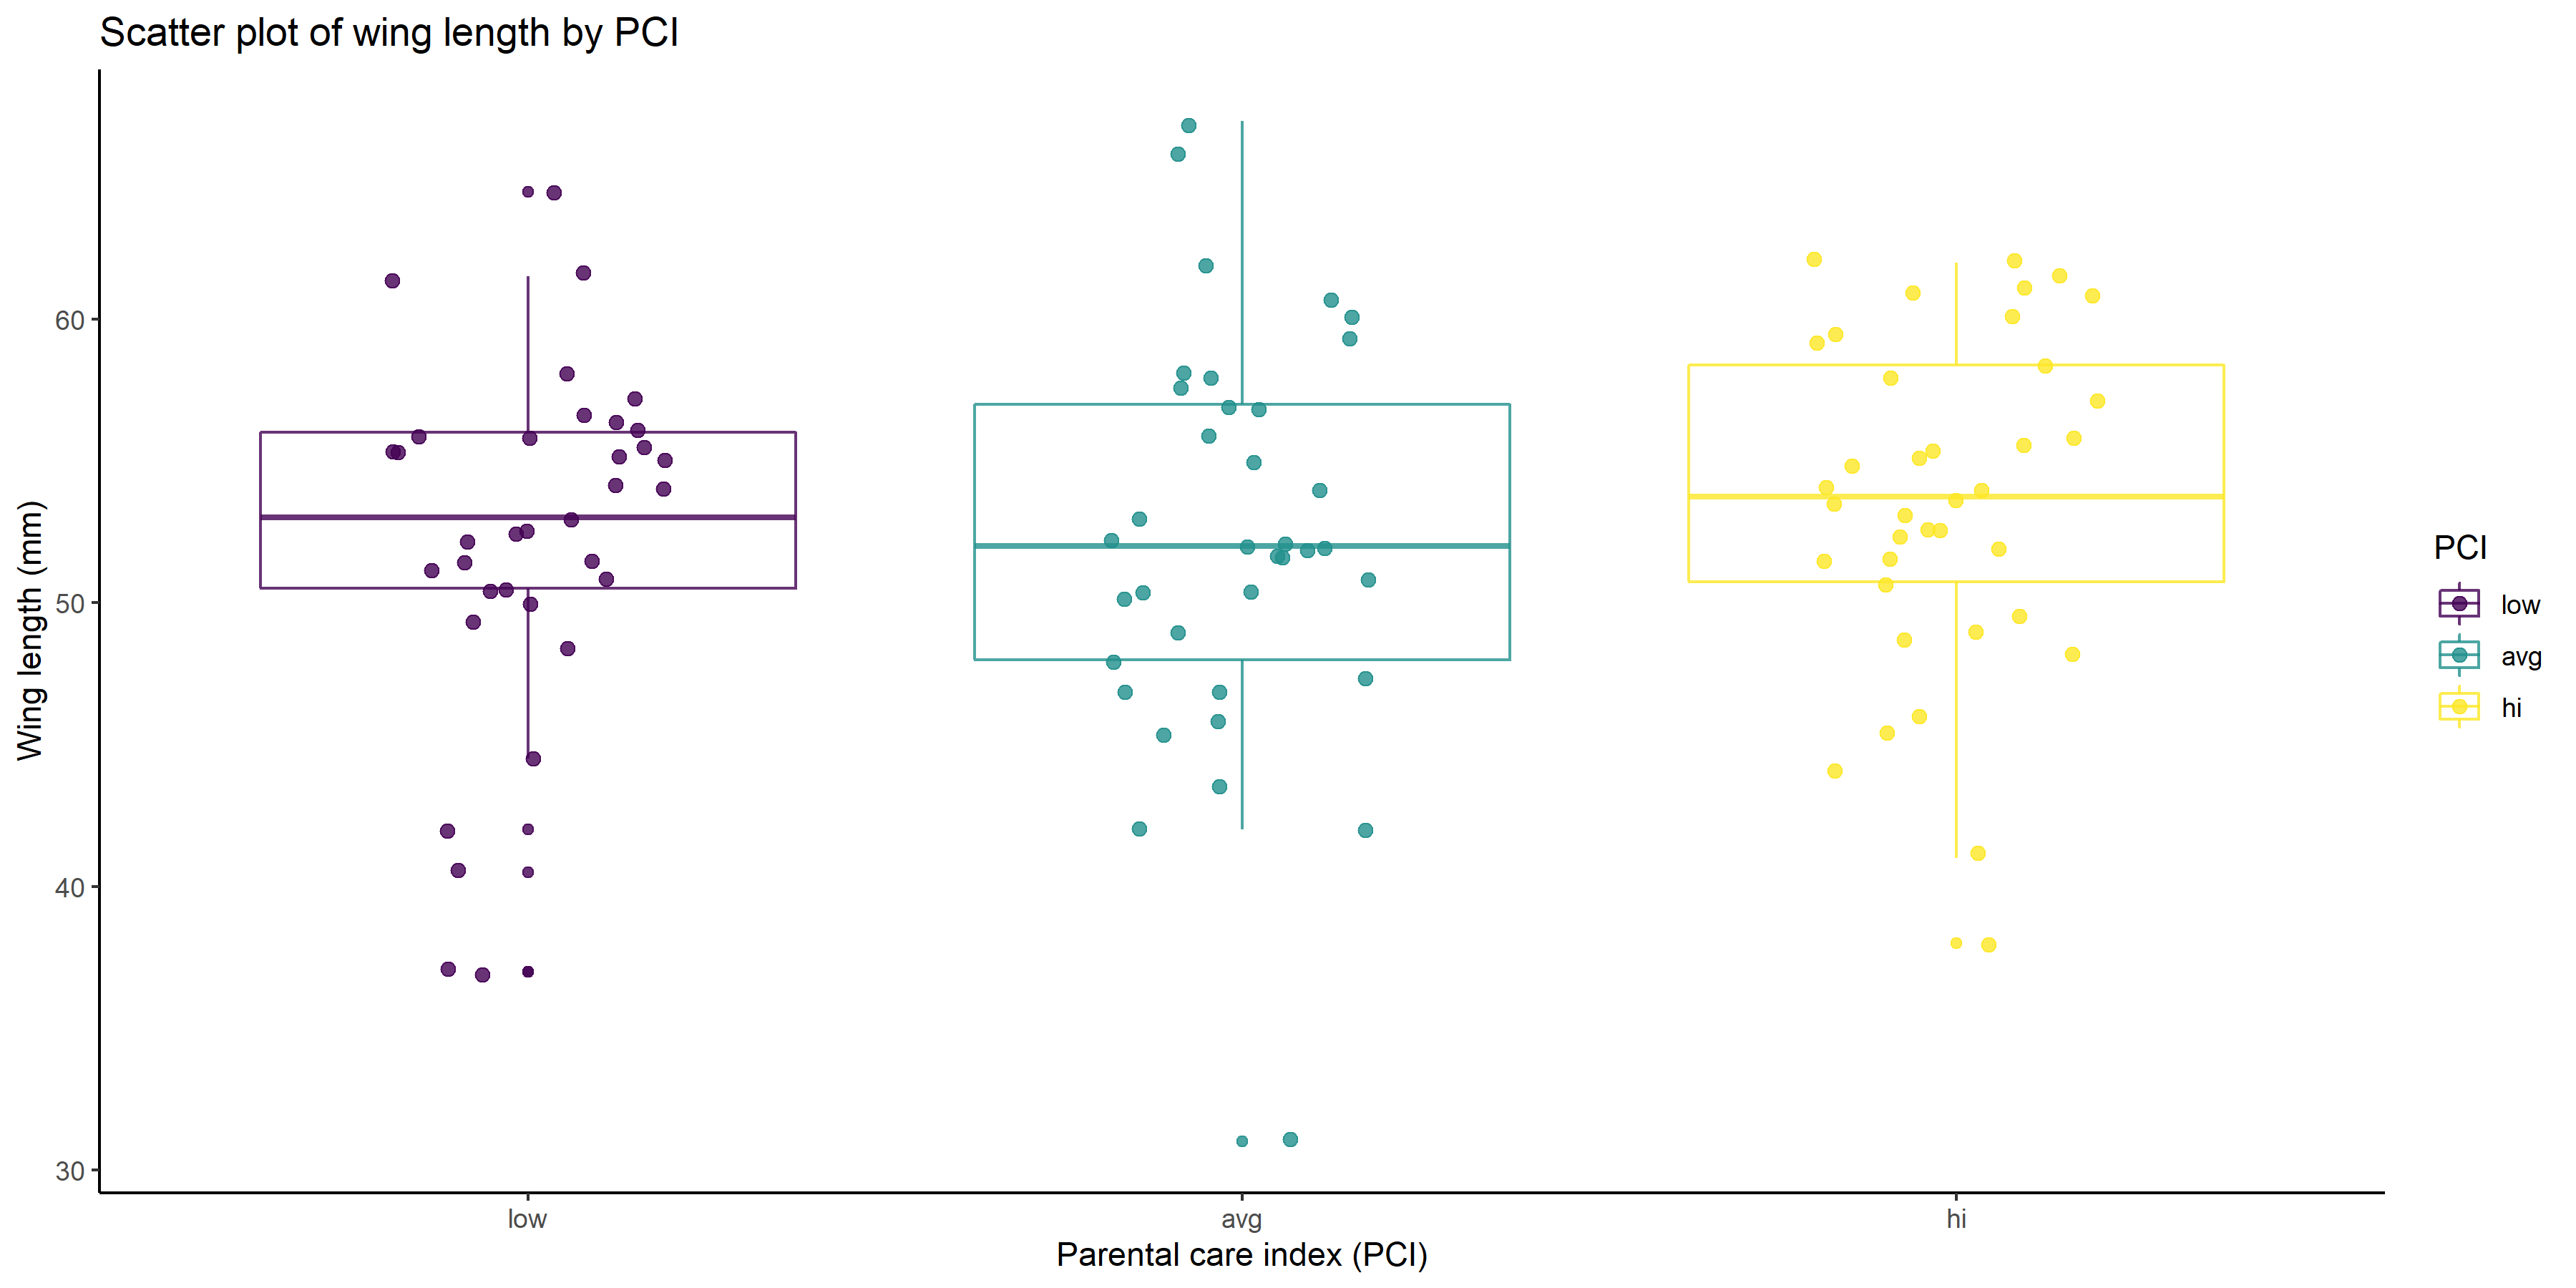 Scatter plot of wing length by PCI
Wing length (mm)
60
50
40
30
low
avg
hi
Parental care index (PCI)
PCI
low
avg
hi